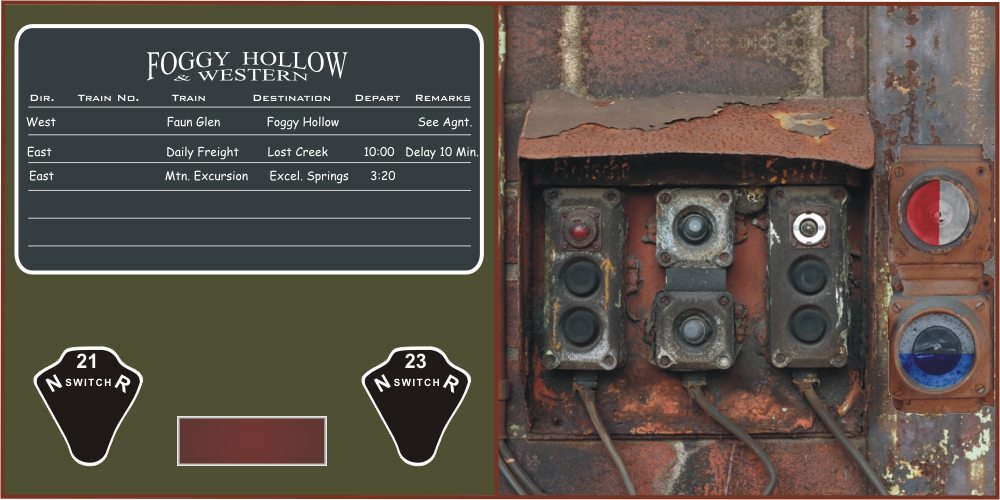 FOGGY HOLLOW
& WESTERN
DIR. TRAIN NO. TRAIN DESTINATION DEPART REMARKS
West Faun Glen Foggy Hollow See Agnt.
East Daily Freight Lost Creek 10:00 Delay 10 Min.
East Mtn. Excursion Excel. Springs 3:20
21
N SWITCH R
23
N SWITCH R